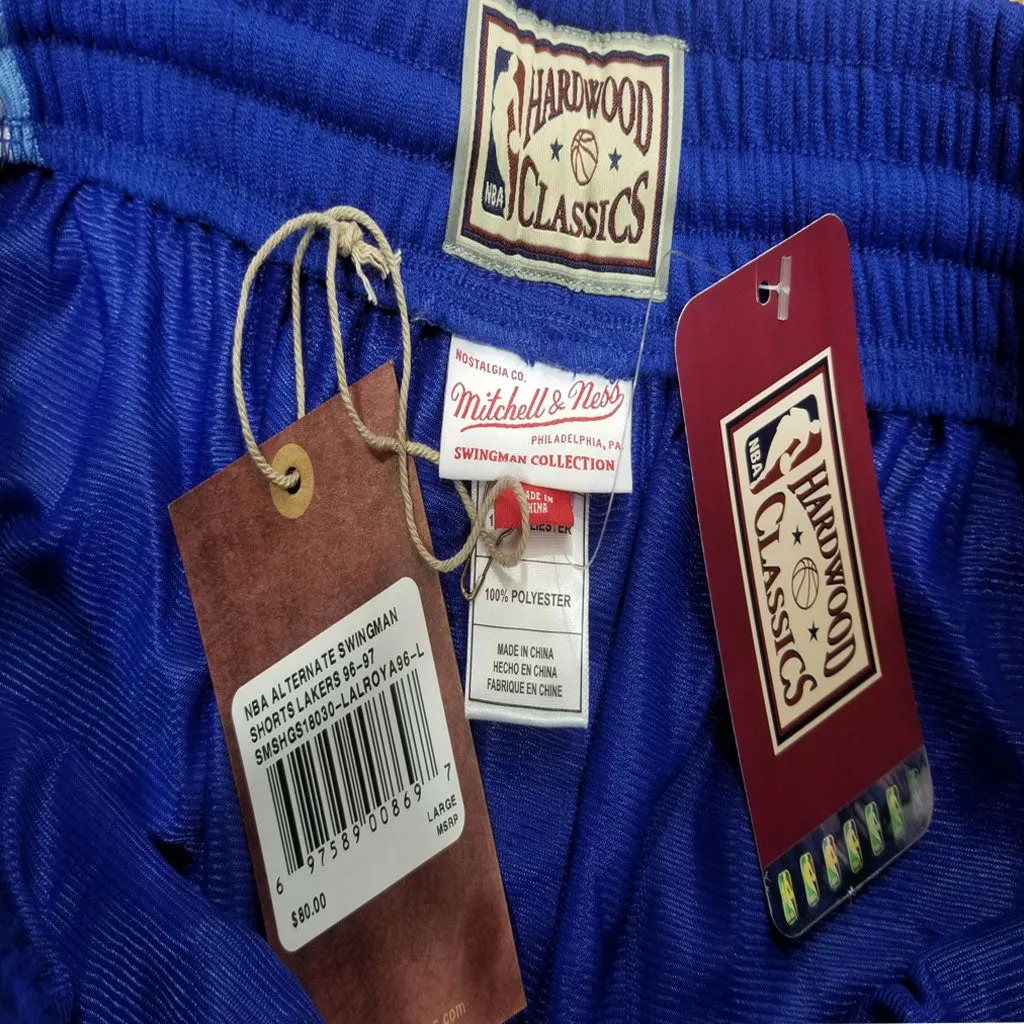 NBA
HARDWOOD
CLASSICS
NOSTALGIA CO.
Mitchell & Ness
PHILADELPHIA, PA.
SWINGMAN COLLECTION
100% POLYESTER
MADE IN CHINA
HECHO EN CHINA
FABRIQUE EN CHINE
NBA ALTERNATE SWINGMAN
SHORTS LAKERS 96-97
SMSHGS18030-LALROYA96-L
6 97589 00869 7
LARGE
MSRP
$80.00
.com
NBA
HARDWOOD
CLASSICS